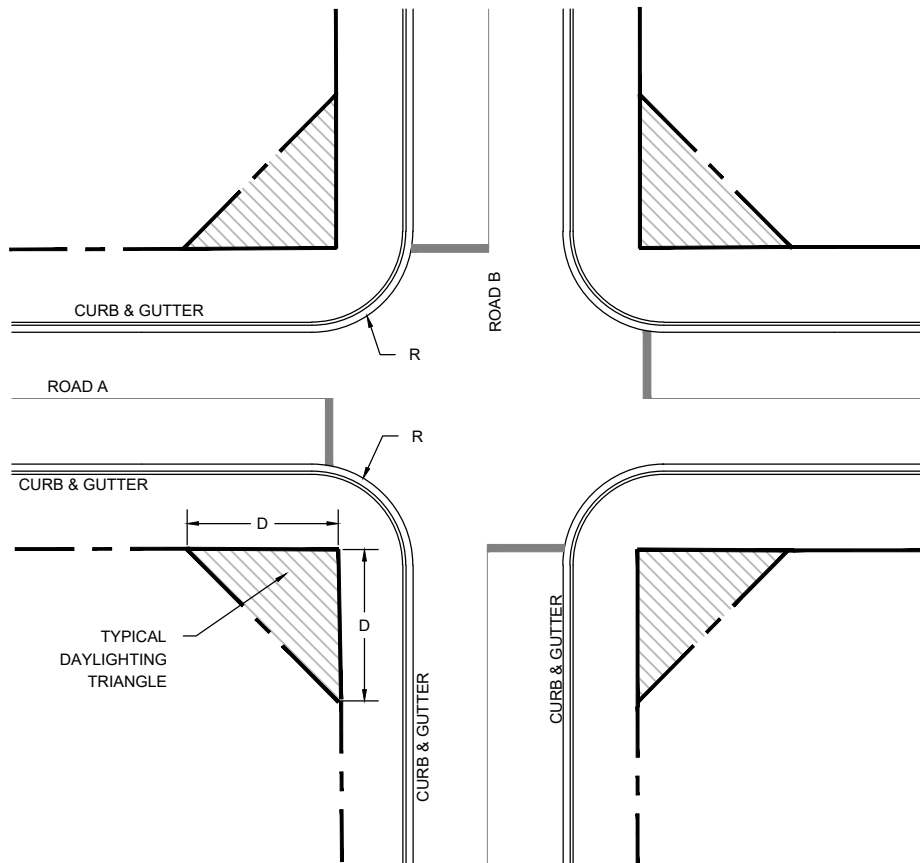 CURB & GUTTER
ROAD B
R
ROAD A
R
CURB & GUTTER
D
D
TYPICAL
DAYLIGHTING
TRIANGLE
CURB & GUTTER
CURB & GUTTER